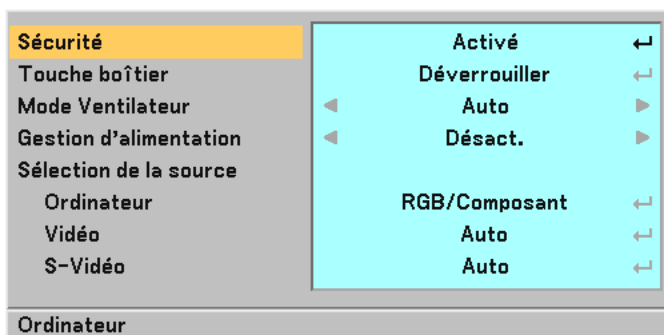 Sécurité Activé
Touche boîtier Déverrouiller
Mode Ventilateur Auto
Gestion d'alimentation Désact.
Sélection de la source
Ordinateur RGB/Composant
Vidéo Auto
S-Vidéo Auto
Ordinateur